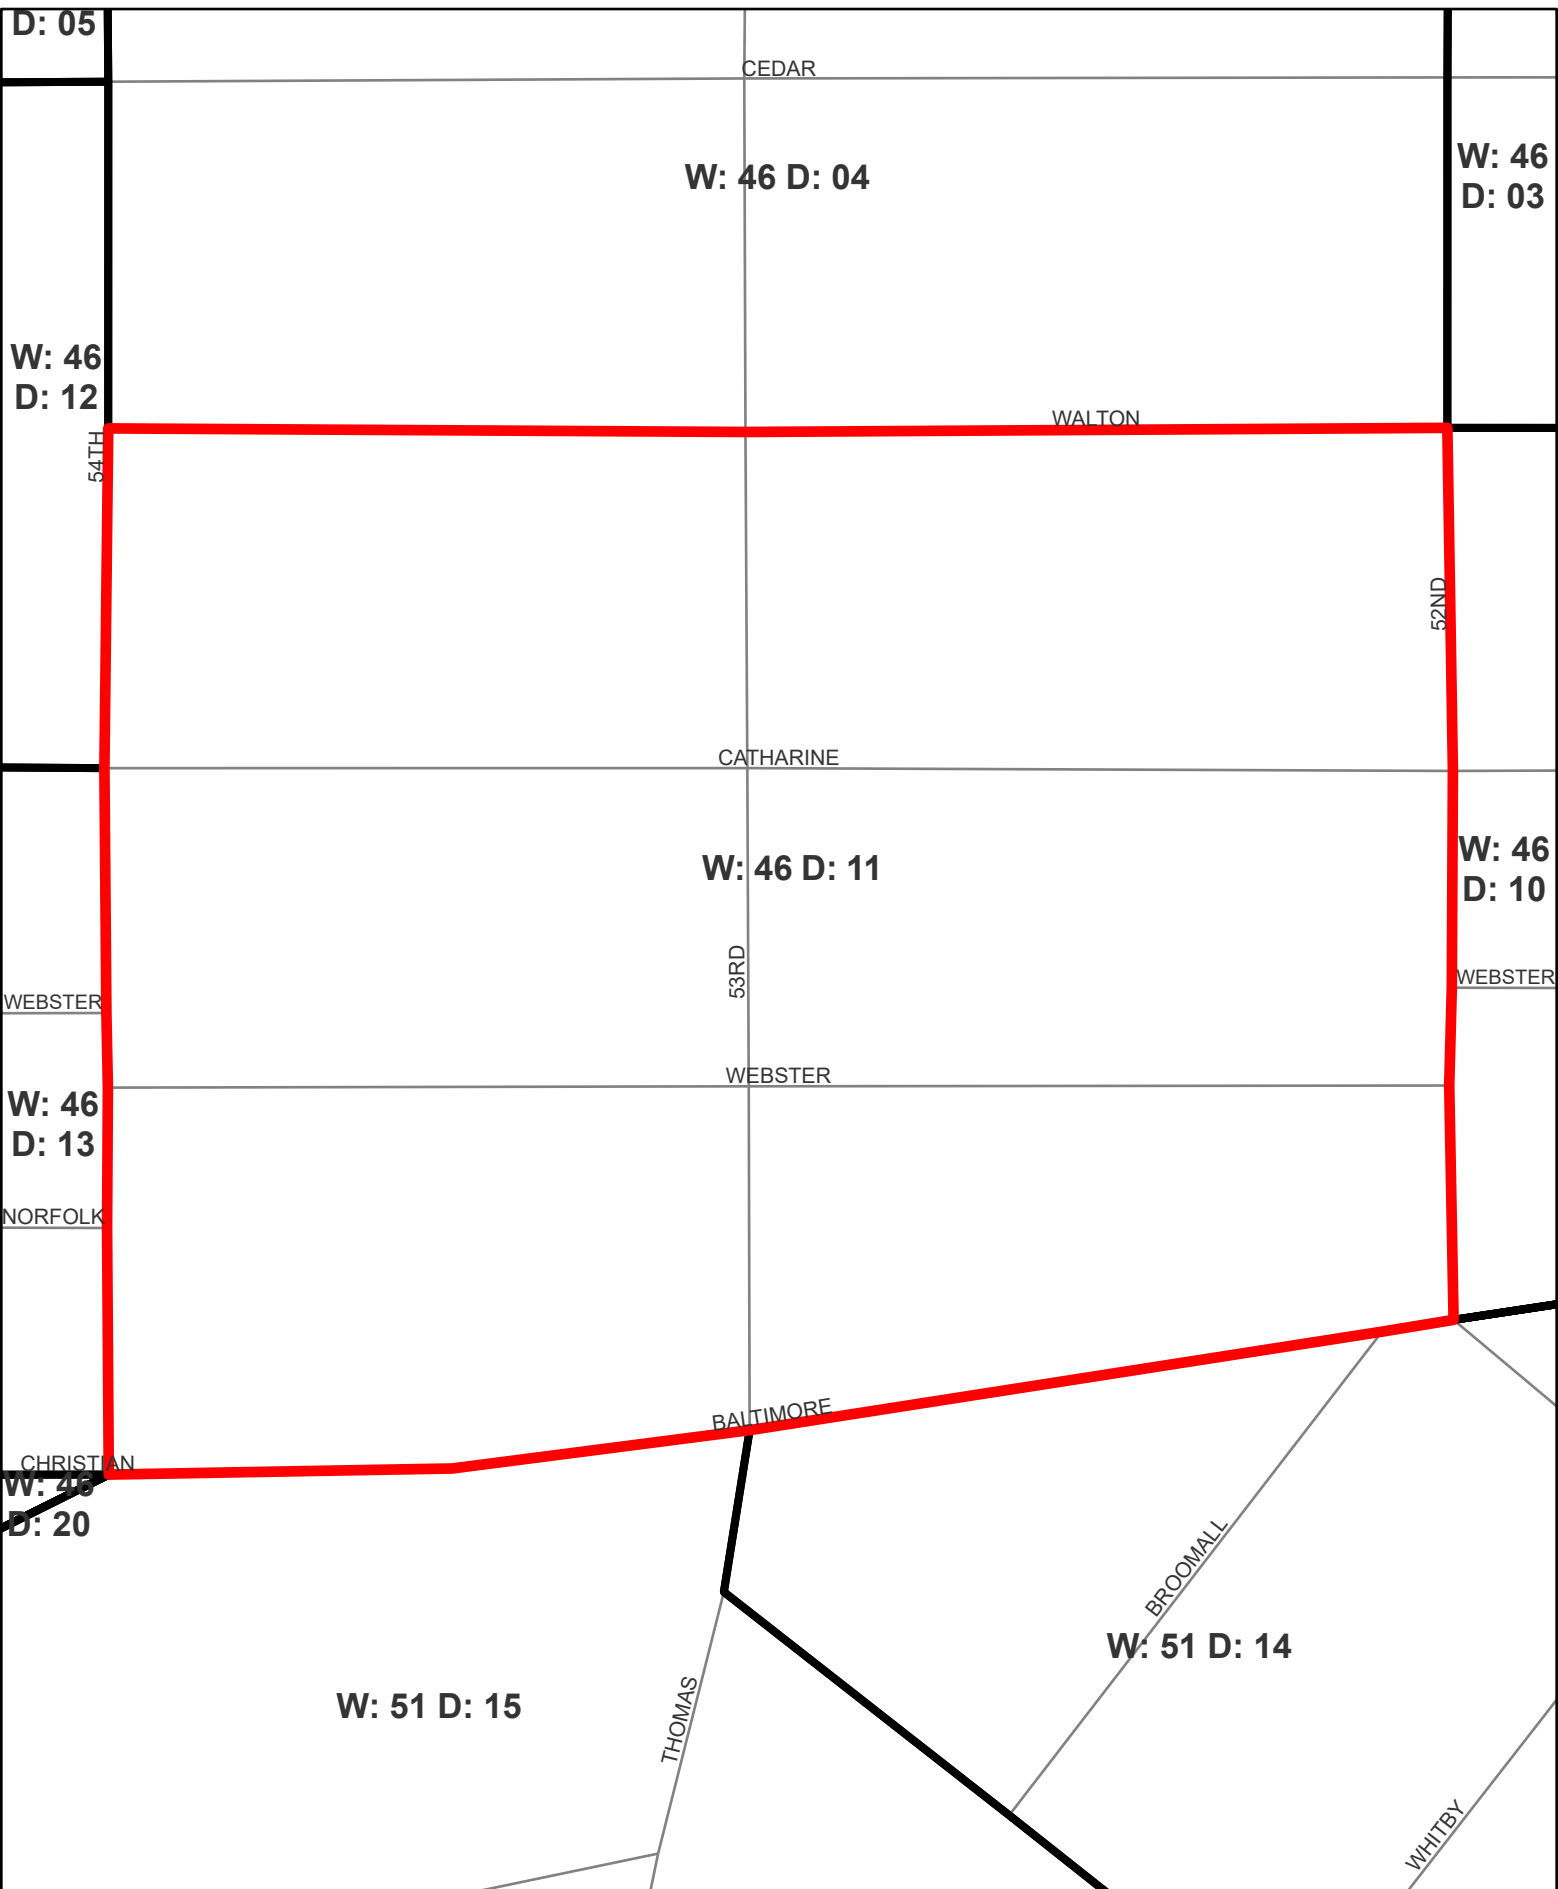 D: 05
CEDAR
W: 46 D: 04
W: 46
D: 03
W: 46
D: 12
WALTON
54TH
52ND
CATHARINE
W: 46 D: 11
W: 46
D: 10
53RD
WEBSTER
WEBSTER
WEBSTER
W: 46
D: 13
NORFOLK
BALTIMORE
CHRISTIAN
W: 46
D: 20
BROOMALL
W: 51 D: 14
W: 51 D: 15
THOMAS
WHITBY